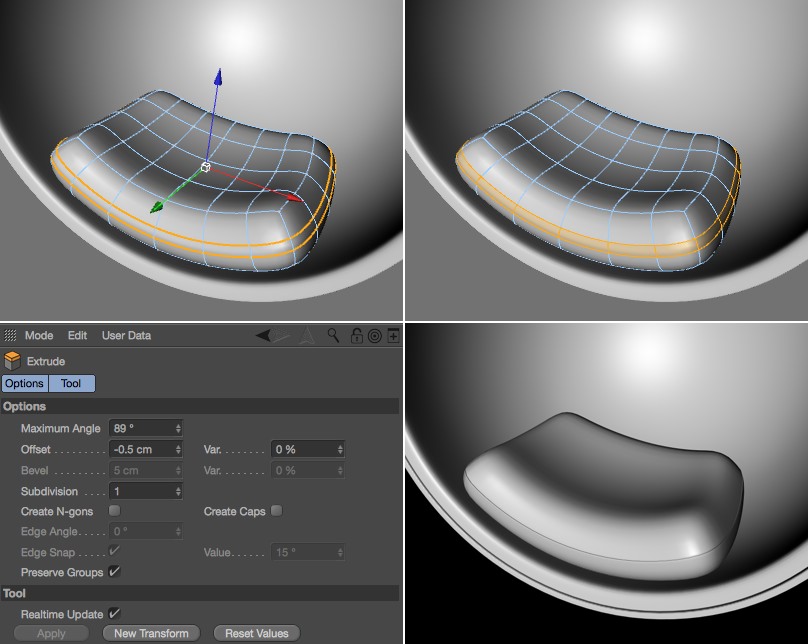 Mode Edit User Data
Extrude
Options Tool
Options
Maximum Angle 89 °
Offset . . . . . . . . -0.5 cm Var. . . . . . . . 0 %
Bevel . . . . . . . . 5 cm Var. . . . . . . . 0 %
Subdivision . . . . 1
Create N-gons Create Caps
Edge Angle. . . . 0 °
Edge Snap . . . . . Value. . . . . . 15 °
Preserve Groups
Tool
Realtime Update
Apply New Transform Reset Values